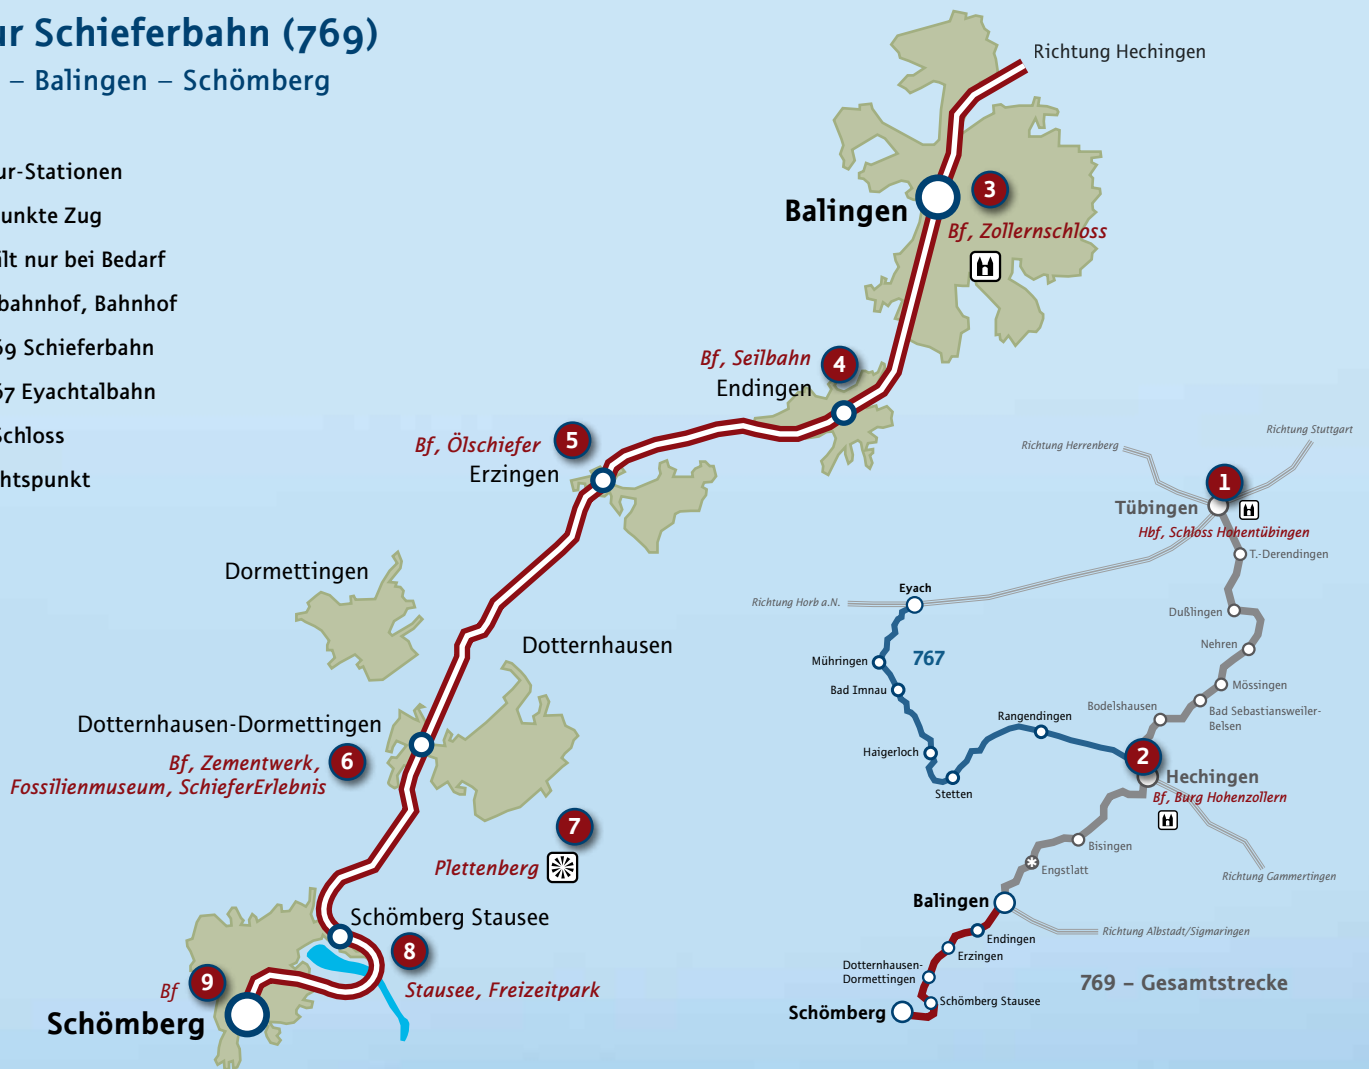 ur Schieferbahn (769)
– Balingen – Schömberg
ur-Stationen
unkte Zug
ält nur bei Bedarf
bahnhof, Bahnhof
69 Schieferbahn
67 Eyachtalbahn
Schloss
chtspunkt
Richtung Hechingen
3
Balingen
Bf, Zollernschloss
Bf, Seilbahn
4
Endingen
Bf, Ölschiefer
5
Erzingen
Dormettingen
Dotternhausen
Dotternhausen-Dormettingen
Bf, Zementwerk,
6
Fossilienmuseum, SchieferErlebnis
7
Plettenberg
Schömberg Stausee
8
Stausee, Freizeitpark
9
Bf
Schömberg
Richtung Stuttgart
Richtung Herrenberg
1
Tübingen
Hbf, Schloss Hohentübingen
T.-Derendingen
Eyach
Richtung Horb a.N.
Dußlingen
Nehren
Mühringen
767
Bad Imnau
Mössingen
Bodelshausen
Bad Sebastiansweiler-
Belsen
Rangendingen
Haigerloch
2
Hechingen
Stetten
Bf, Burg Hohenzollern
Bisingen
Engstlatt
Richtung Gammertingen
Balingen
Richtung Albstadt/Sigmaringen
Endingen
Erzingen
Dotternhausen-
Dormettingen
769 – Gesamtstrecke
Schömberg Stausee
Schömberg